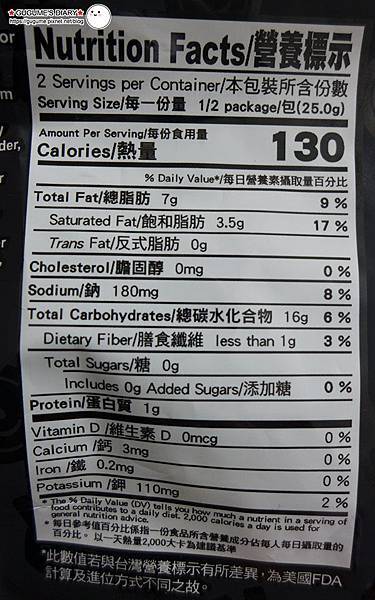 ★GUGUME'S DIARY★
https://gugume.pixnet.net/blog
or
m
/
der,
Nutrition Facts/營養標示
2 Servings per Container/本包裝所含份數
Serving Size/每一份量 1/2 package/包(25.0g)
Amount Per Serving/每份食用量
Calories/熱量 130
% Daily Value*/每日營養素攝取量百分比
Total Fat/總脂肪 7g 9 %
Saturated Fat/飽和脂肪 3.5g 17 %
Trans Fat/反式脂肪 0g
Cholesterol/膽固醇 0mg 0 %
Sodium/鈉 180mg 8 %
Total Carbohydrates/總碳水化合物 16g 6 %
Dietary Fiber/膳食纖維 less than 1g 3 %
Total Sugars/糖 0g
Includes 0g Added Sugars/添加糖 0 %
Protein/蛋白質 1g
Vitamin D /維生素 D 0mcg 0 %
Calcium /鈣 3mg 0 %
Iron /鐵 0.2mg 0 %
Potassium /鉀 110mg 2 %
* The % Daily Value (DV) tells you how much a nutrient in a serving of
food contributes to a daily diet. 2,000 calories a day is used for
general nutrition advice.
* 每日參考值百分比係指一份食品所含營養成分佔每人每日攝取量的
百分比。以一天熱量2,000大卡為建議基準
*此數值若與台灣營養標示有所差異,為美國FDA
計算及進位方式不同之故。